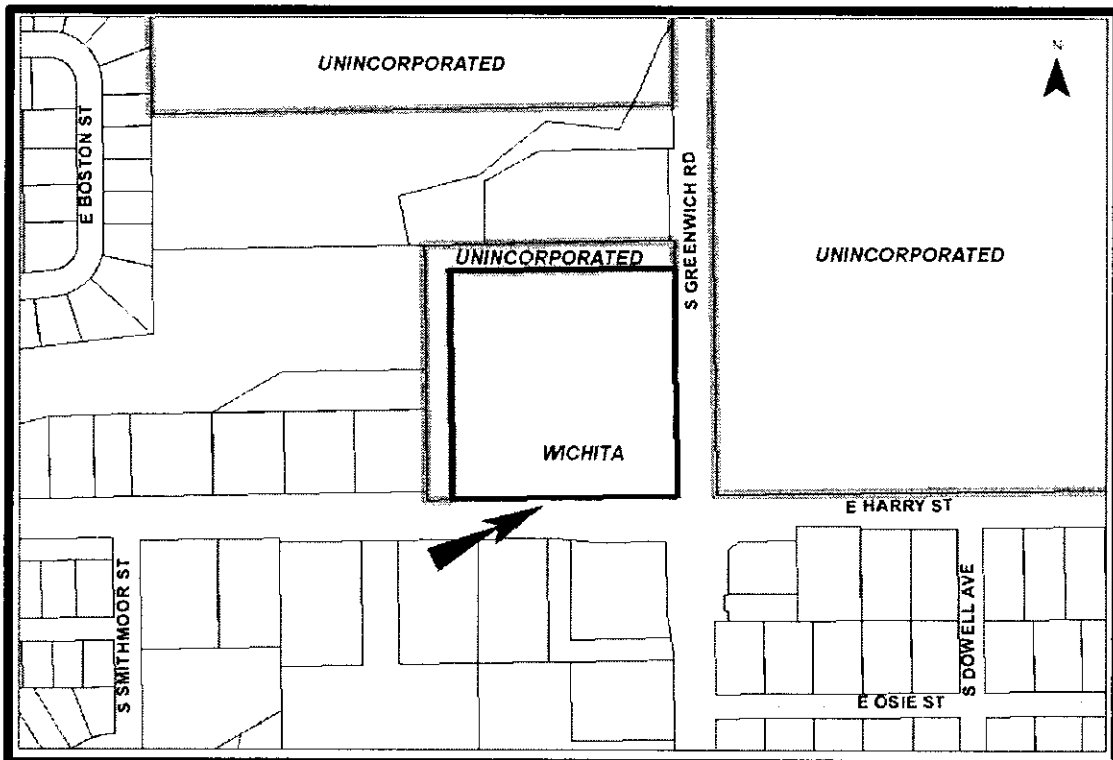 UNINCORPORATED
N
E BOSTON ST
S GREENWICH RD
UNINCORPORATED
UNINCORPORATED
WICHITA
E HARRY ST
S SMITHMOOR ST
S DOWELL AVE
E OSIE ST